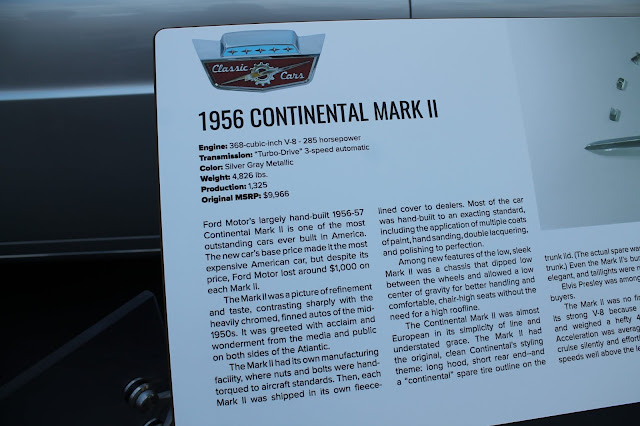 Classic Cars
1956 CONTINENTAL MARK II
Engine: 368-cubic-inch V-8 - 285 horsepower
Transmission: "Turbo-Drive" 3-speed automatic
Color: Silver Gray Metallic
Weight: 4,826 lbs.
Production: 1,325
Original MSRP: $9,966
Ford Motor's largely hand-built 1956-57
Continental Mark II is one of the most
outstanding cars ever built in America.
The new car's base price made it the most
expensive American car, but despite its
price, Ford Motor lost around $1,000 on
each Mark II.
The Mark II was a picture of refinement
and taste, contrasting sharply with the
heavily chromed, finned autos of the mid-
1950s. It was greeted with acclaim and
wonderment from the media and public
on both sides of the Atlantic.
The Mark II had its own manufacturing
facility, where nuts and bolts were hand-
torqued to aircraft standards. Then, each
Mark II was shipped in its own fleece-
lined cover to dealers. Most of the car
was hand-built to an exacting standard,
including the application of multiple coats
of paint, hand sanding, double lacquering,
and polishing to perfection.
Among new features of the low, sleek
Mark II was a chassis that dipped low
between the wheels and allowed a low
center of gravity for better handling and
comfortable, chair-high seats without the
need for a high roofline.
The Continental Mark II was almost
European in its simplicity of line and
understated grace. The Mark II had
the original, clean Continental's styling
theme: long hood, short rear end--and
a "continental" spare tire outline on the
trunk lid. (The actual spare was
trunk.) Even the Mark II's
elegant, and taillights were
Elvis Presley was among
buyers.
The Mark II was no
its strong V-8 because
and weighed a hefty
Acceleration was
cruise silently and
speeds well above the